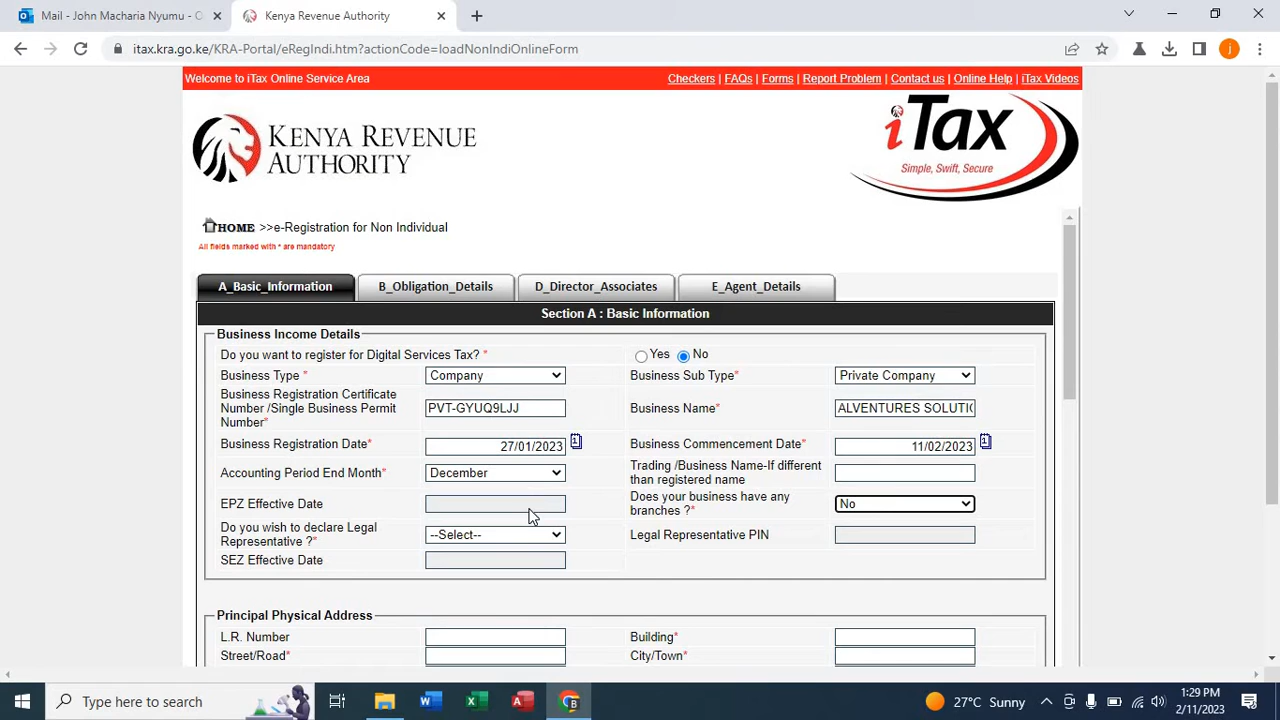 Mail - John Macharia Nyumu - O
Kenya Revenue Authority
itax.kra.go.ke/KRA-Portal/eRegIndi.htm?actionCode=loadNonIndiOnlineForm
j
Welcome to iTax Online Service Area
Checkers | FAQs | Forms | Report Problem | Contact us | Online Help | iTax Videos
KENYA REVENUE
AUTHORITY
iTax
Simple, Swift, Secure
HOME >>e-Registration for Non Individual
All fields marked with * are mandatory
A_Basic_Information B_Obligation_Details D_Director_Associates E_Agent_Details
Section A : Basic Information
Business Income Details
Do you want to register for Digital Services Tax? * Yes No
Business Type * Company Business Sub Type* Private Company
Business Registration Certificate
Number /Single Business Permit
Number*
PVT-GYUQ9LJJ
Business Name* ALVENTURES SOLUTIO
Business Registration Date* 27/01/2023 Business Commencement Date* 11/02/2023
Accounting Period End Month* December
Trading /Business Name-If different
than registered name
EPZ Effective Date
Does your business have any
branches ?*
No
Do you wish to declare Legal
Representative ?*
--Select--
Legal Representative PIN
SEZ Effective Date
Principal Physical Address
L.R. Number Building*
Street/Road* City/Town*
Type here to search
27°C Sunny
1:29 PM
2/11/2023